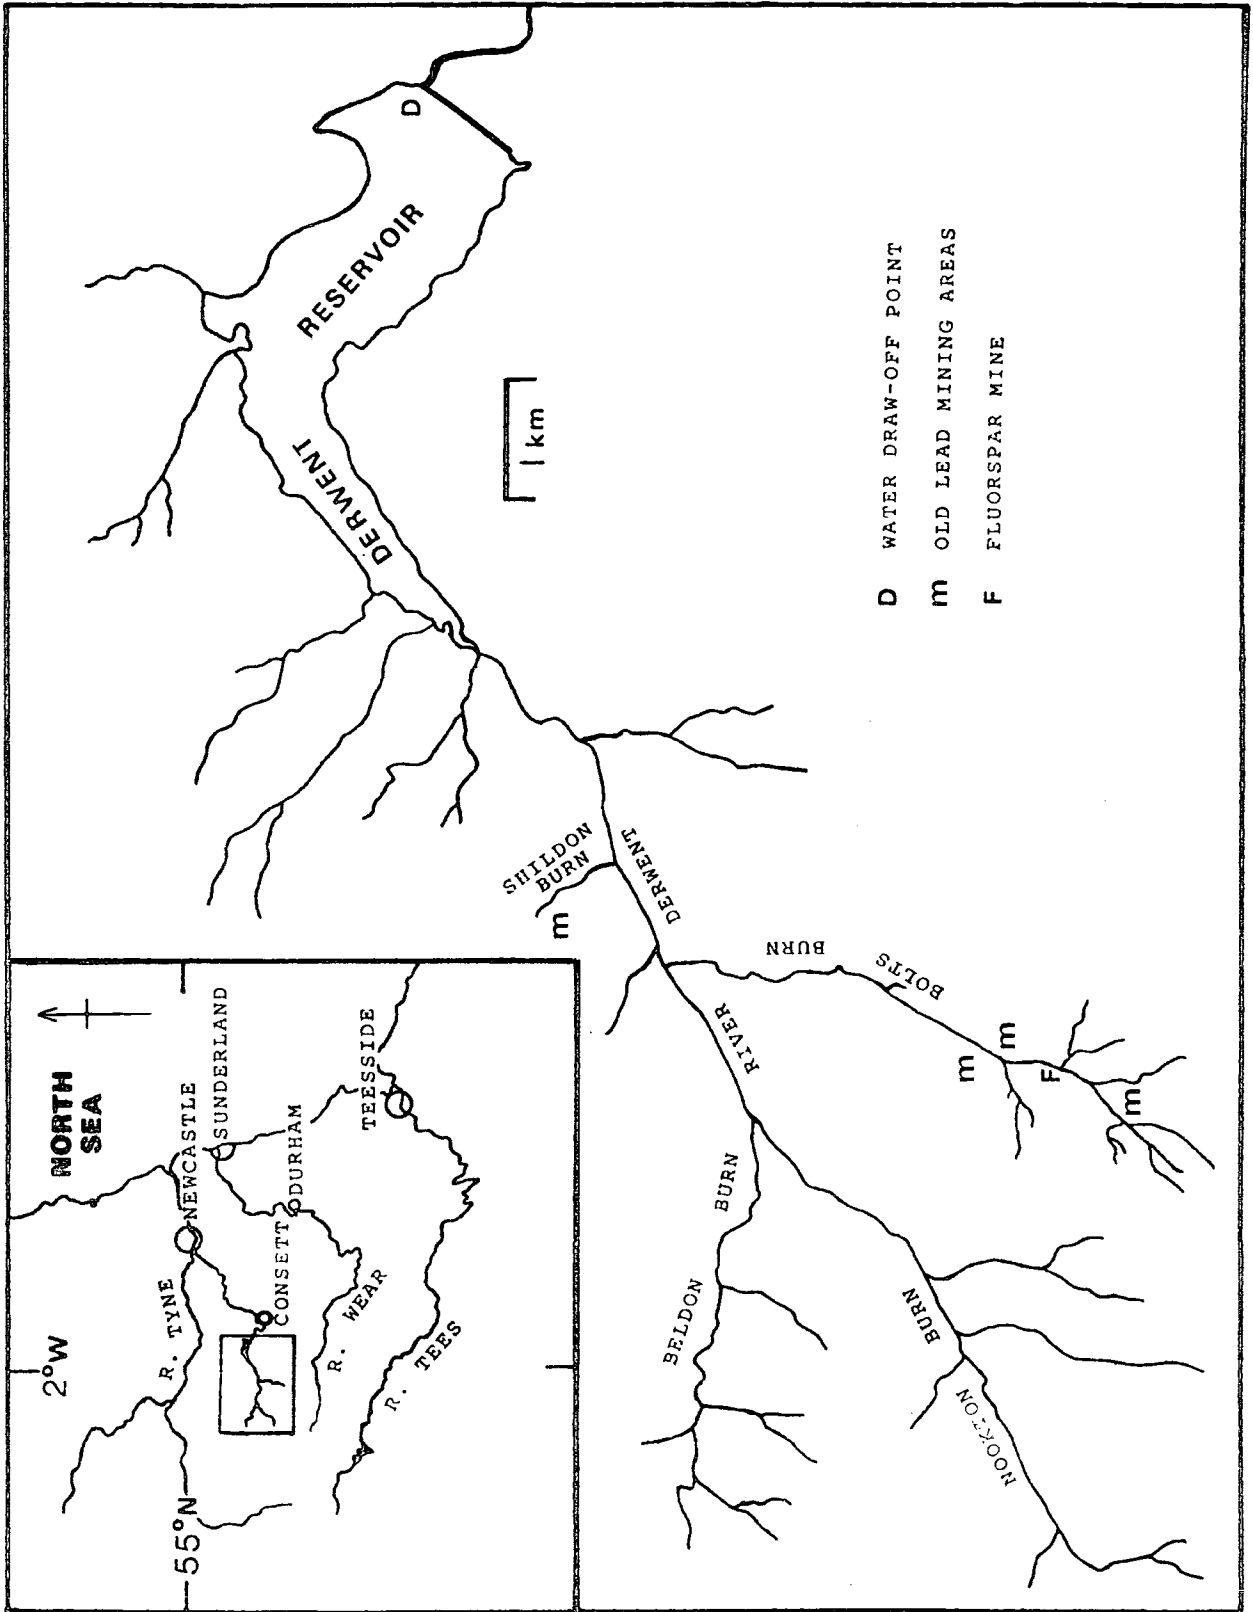 NORTH
SEA
2°W
55°N
R. TYNE
NEWCASTLE
SUNDERLAND
CONSETT
DURHAM
R. WEAR
TEESSIDE
R. TEES
DERWENT
RESERVOIR
D
1 km
SHILDON
BURN
m
RIVER
DERWENT
BOLTS
BURN
m
m
F
m
BELDON
BURN
NOOKTON
BURN
D WATER DRAW-OFF POINT
m OLD LEAD MINING AREAS
F FLUORSPAR MINE